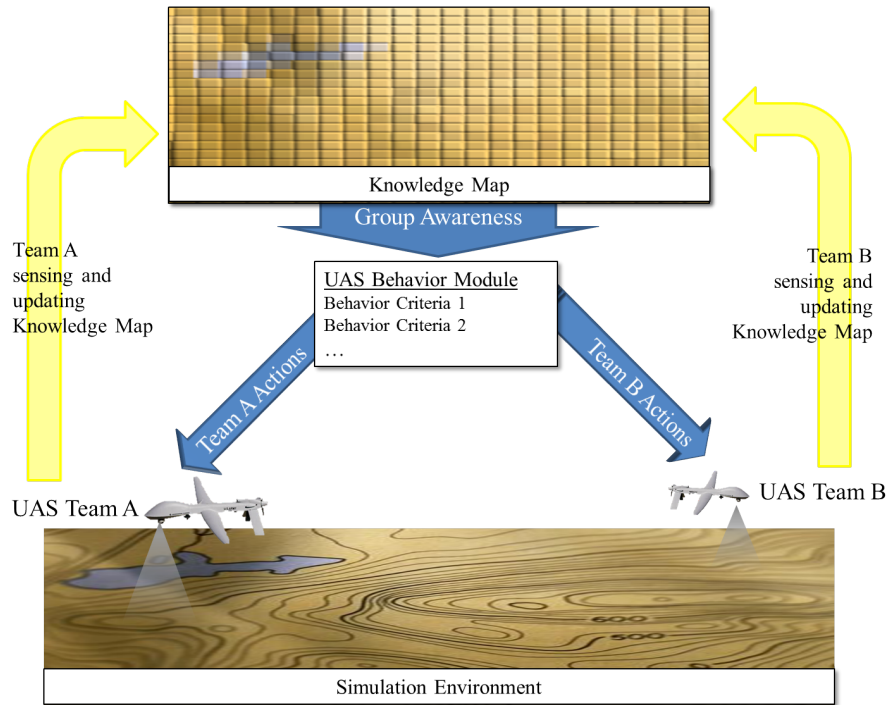 Knowledge Map
Group Awareness
Team A
sensing and
updating
Knowledge Map
UAS Behavior Module
Behavior Criteria 1
Behavior Criteria 2
…
Team B
sensing and
updating
Knowledge Map
Team A Actions
Team B Actions
UAS Team A
UAS Team B
600
500
Simulation Environment